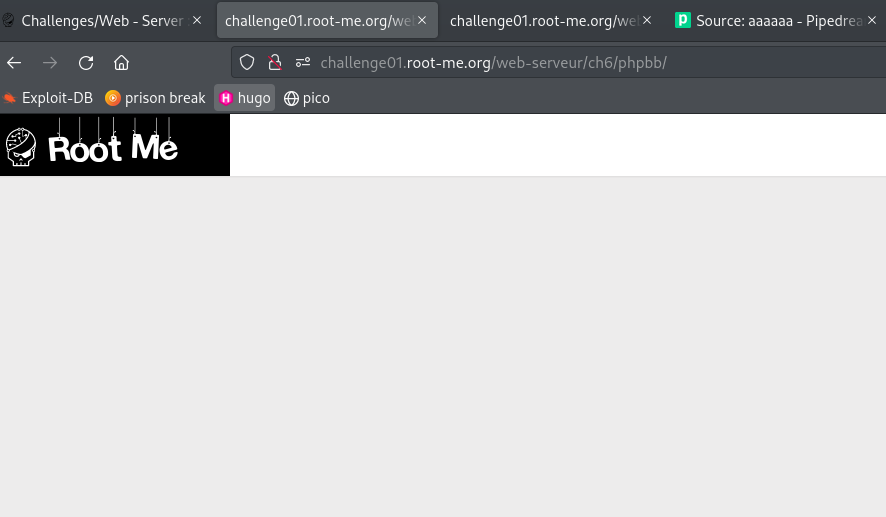 Challenges/Web - Server
challenge01.root-me.org/we
challenge01.root-me.org/we
Source: aaaaaa - Pipedrea
challenge01.root-me.org/web-serveur/ch6/phpbb/
Exploit-DB prison break hugo pico
Root Me